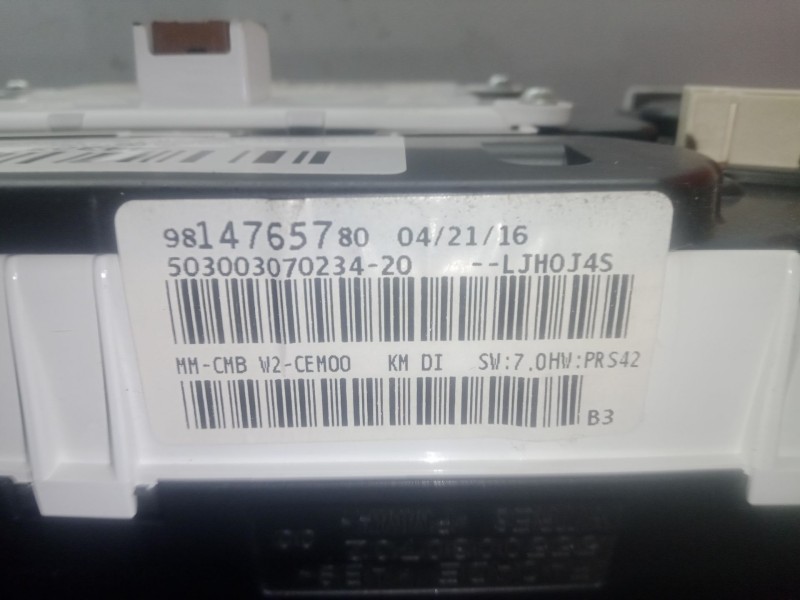 9814765780 04/21/16
503003070234-20 --LJH0J4S
MM-CMB W2-CEM00 KM DI SW:7.0HW:PRS42
B3